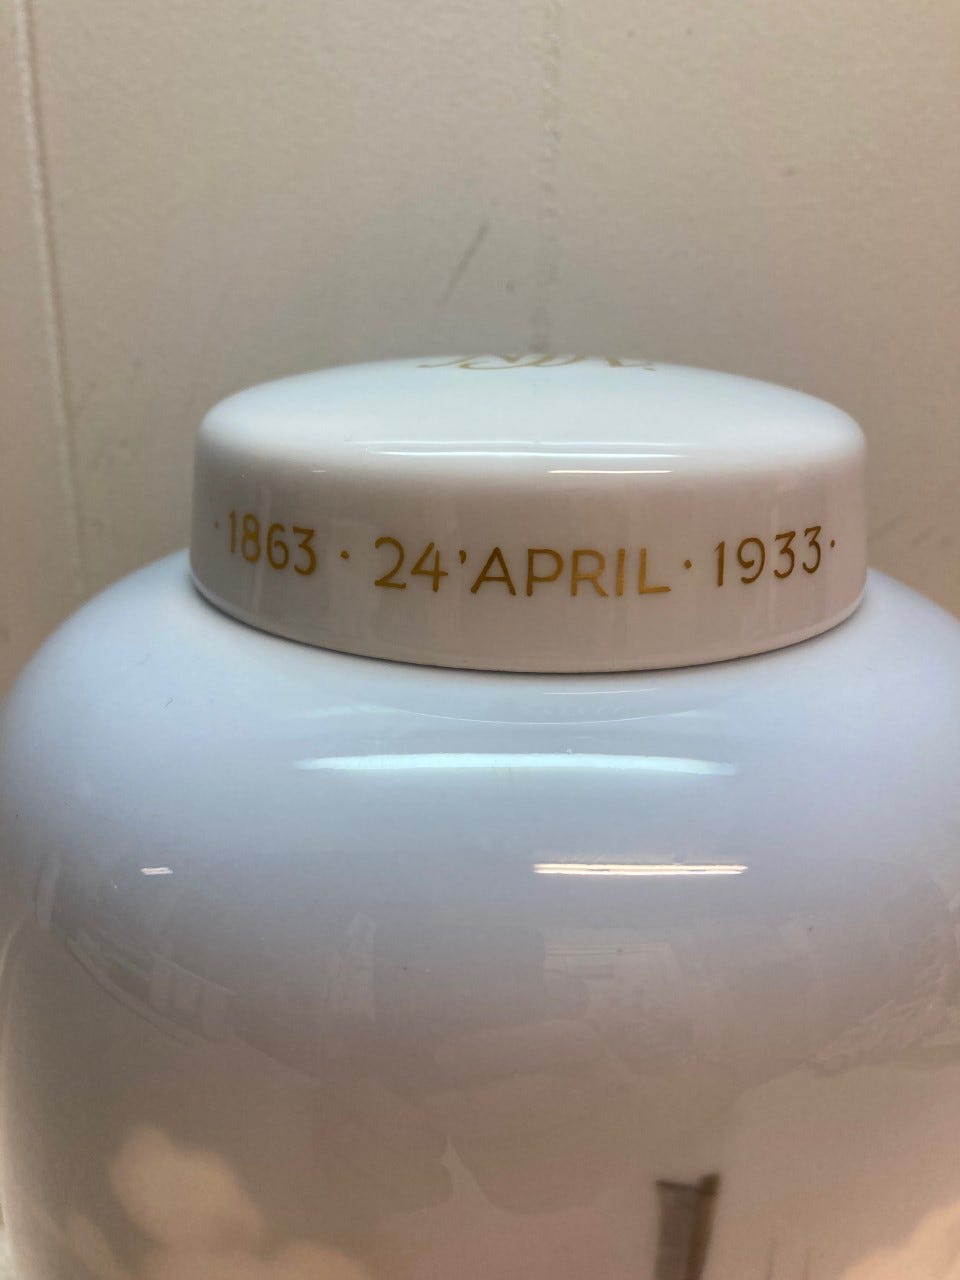 · 1863 · 24' APRIL · 1933 ·